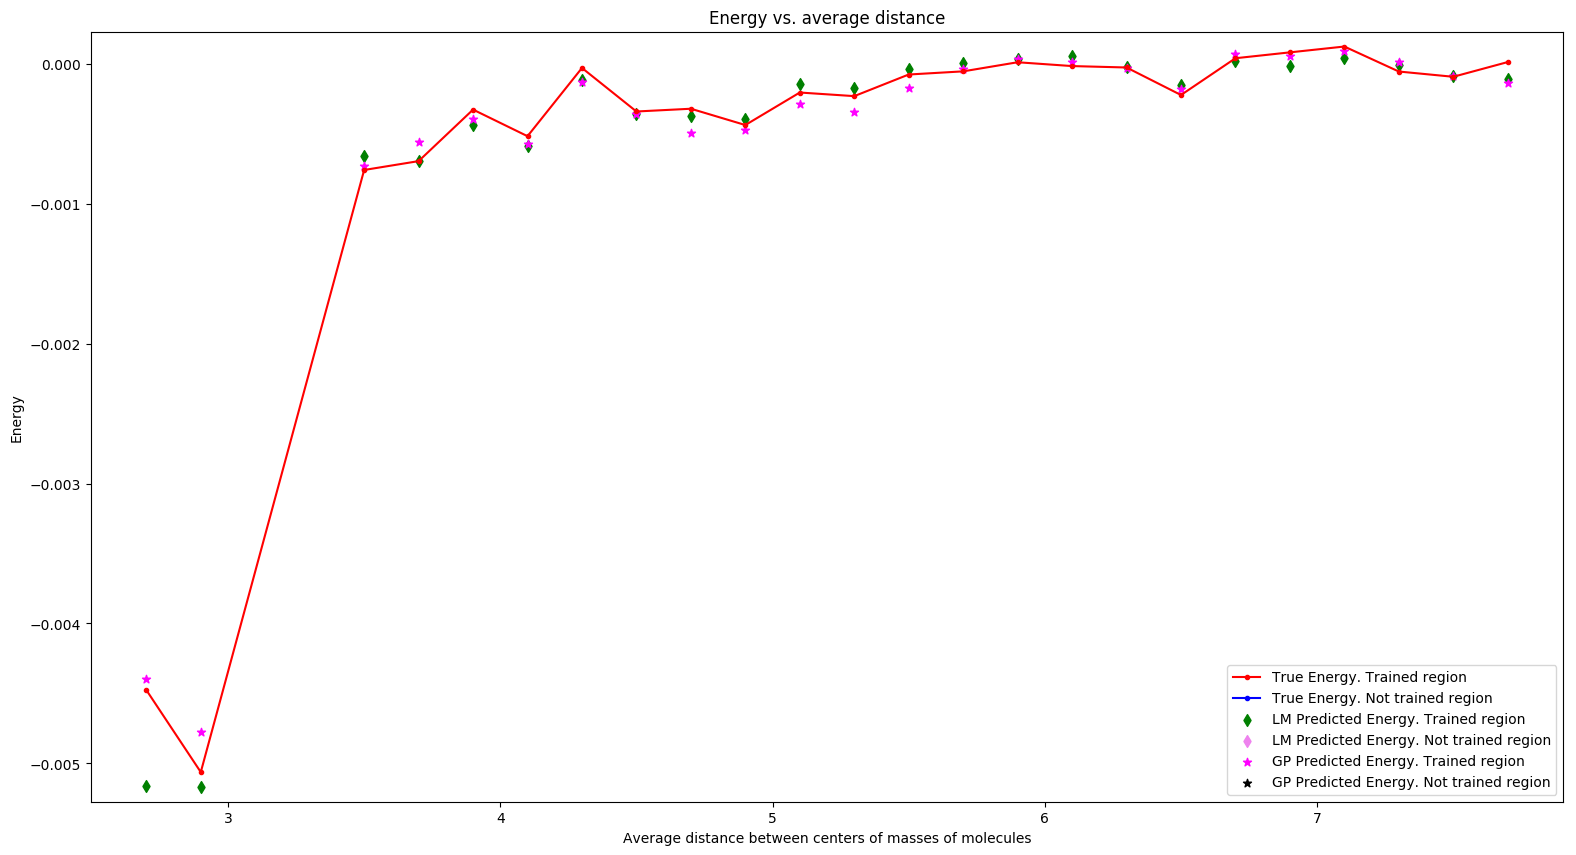 Energy vs. average distance
0.000
−0.001
−0.002
−0.003
−0.004
−0.005
Energy
3
4
5
6
7
Average distance between centers of masses of molecules
True Energy. Trained region
True Energy. Not trained region
LM Predicted Energy. Trained region
LM Predicted Energy. Not trained region
GP Predicted Energy. Trained region
GP Predicted Energy. Not trained region